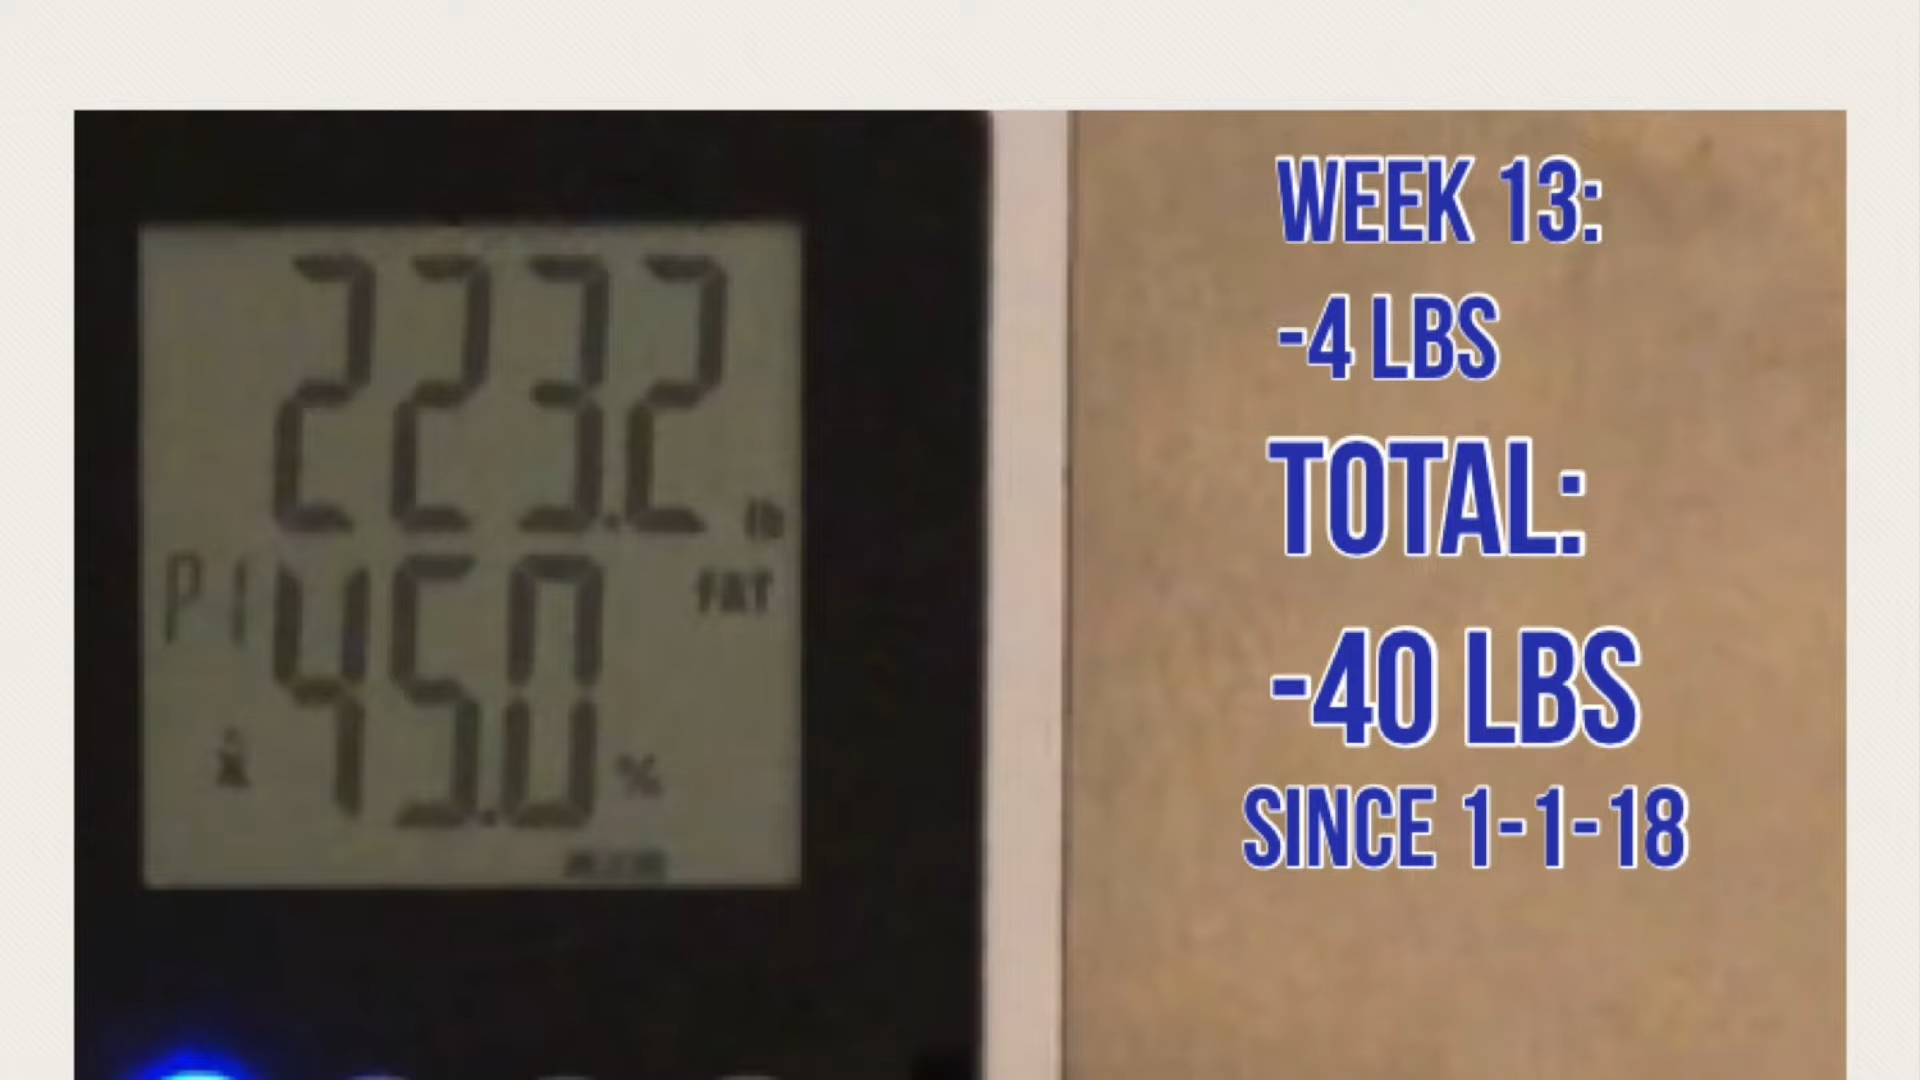 223.2 lb
P1 45.0 % FAT
WEEK 13:
-4 LBS
TOTAL:
-40 LBS
SINCE 1-1-18